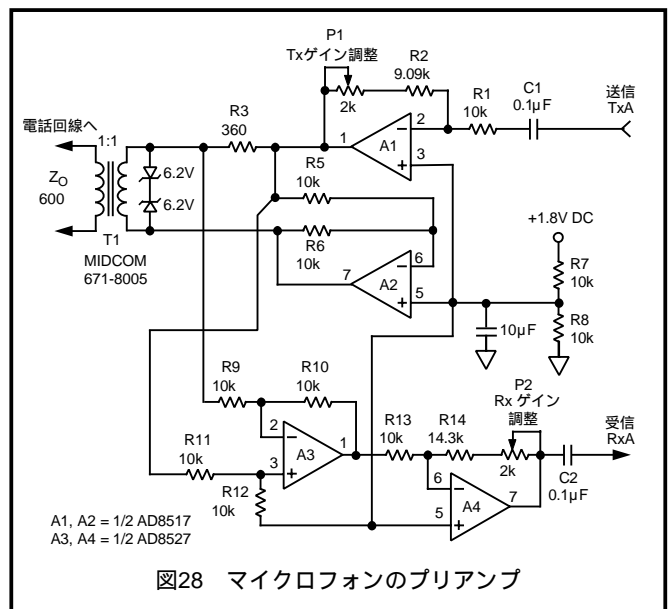 P1
Txゲイン調整
2k
R2
9.09k
R1
10k
C1
0.1µF
送信
TxA
電話回線へ
1:1
ZO
600
T1
MIDCOM
671-8005
6.2V
6.2V
R3
360
1
2
3
A1
R5
10k
R6
10k
7
6
5
A2
+1.8V DC
R7
10k
R8
10k
10µF
R9
10k
R10
10k
R11
10k
R12
10k
2
3
1
A3
R13
10k
R14
14.3k
P2
Rx ゲイン
調整
2k
6
5
7
A4
C2
0.1µF
受信
RxA
A1, A2 = 1/2 AD8517
A3, A4 = 1/2 AD8527
図28 マイクロフォンのプリアンプ